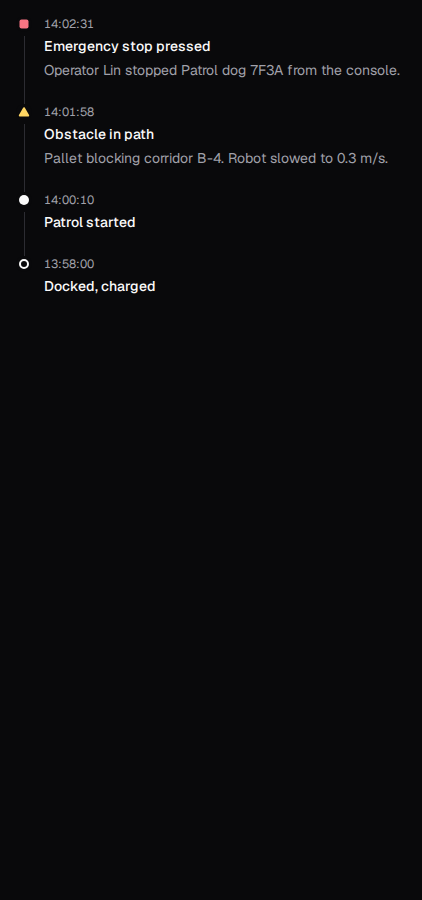 14:02:31
Emergency stop pressed
Operator Lin stopped Patrol dog 7F3A from the console.
14:01:58
Obstacle in path
Pallet blocking corridor B-4. Robot slowed to 0.3 m/s.
14:00:10
Patrol started
13:58:00
Docked, charged